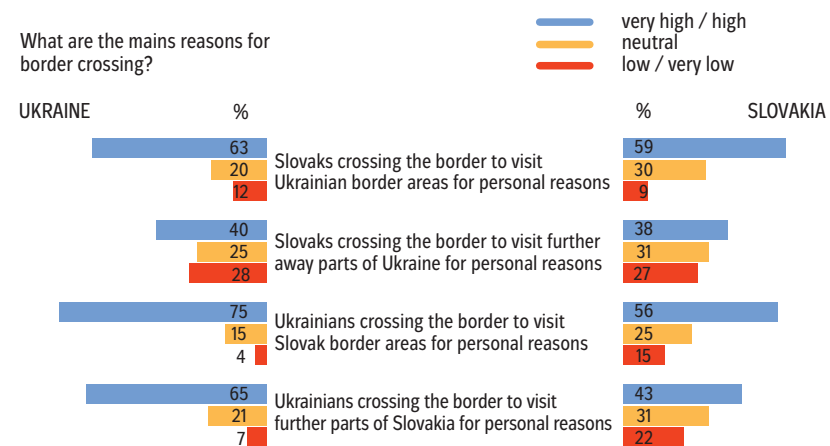 What are the mains reasons for
border crossing?
very high / high
neutral
low / very low
UKRAINE % % SLOVAKIA
63 59
20 Slovaks crossing the border to visit 30
12 Ukrainian border areas for personal reasons 9
40 38
25 Slovaks crossing the border to visit further 31
28 away parts of Ukraine for personal reasons 27
75 56
15 Ukrainians crossing the border to visit 25
4 Slovak border areas for personal reasons 15
65 43
21 Ukrainians crossing the border to visit 31
7 further parts of Slovakia for personal reasons 22